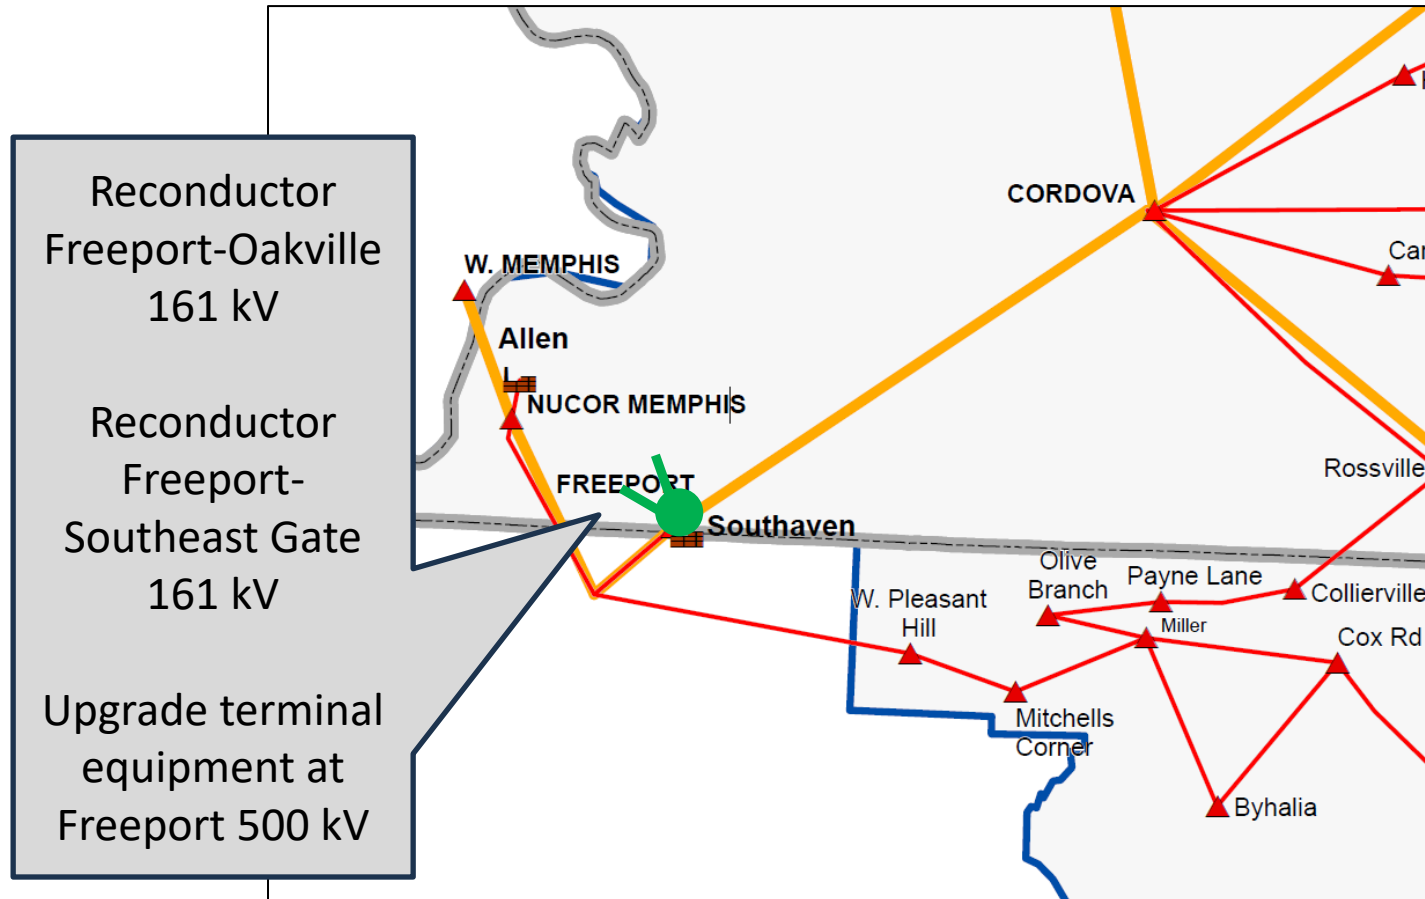 Reconductor
Freeport-Oakville
161 kV
Reconductor
Freeport-
Southeast Gate
161 kV
Upgrade terminal
equipment at
Freeport 500 kV
CORDOVA
W. MEMPHIS
Allen
NUCOR MEMPHIS
FREEPORT
Southaven
Rossville
Olive
Branch
Payne Lane
Collierville
W. Pleasant
Hill
Miller
Cox Rd
Mitchells
Corner
Byhalia